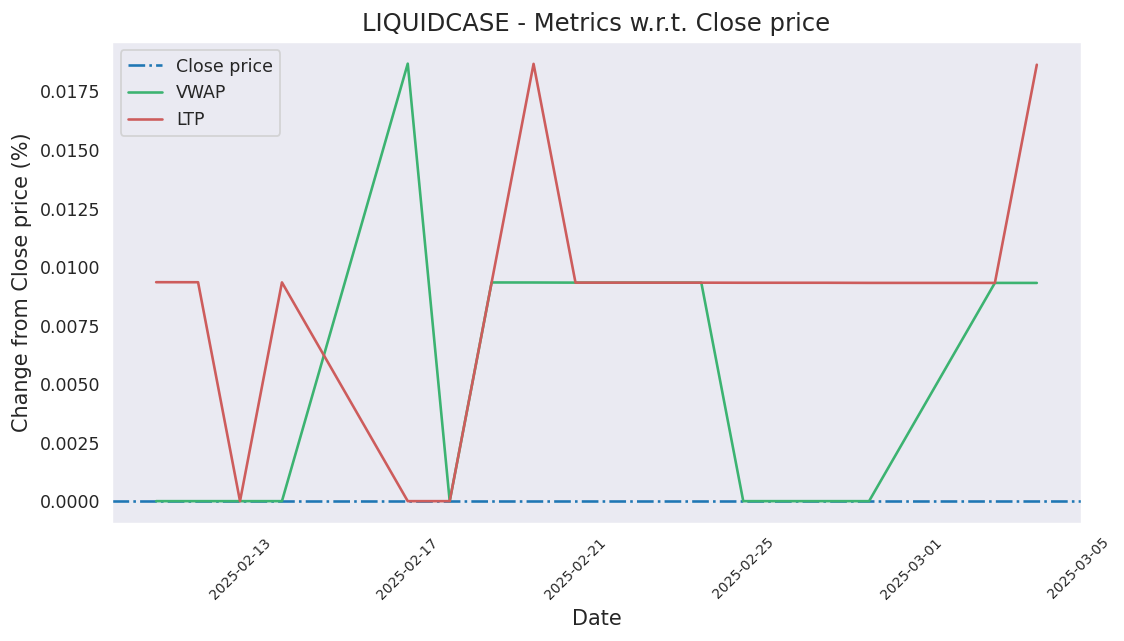 LIQUIDCASE - Metrics w.r.t. Close price
Close price
VWAP
LTP
Change from Close price (%)
0.0175
0.0150
0.0125
0.0100
0.0075
0.0050
0.0025
0.0000
2025-02-13
2025-02-17
2025-02-21
2025-02-25
2025-03-01
2025-03-05
Date